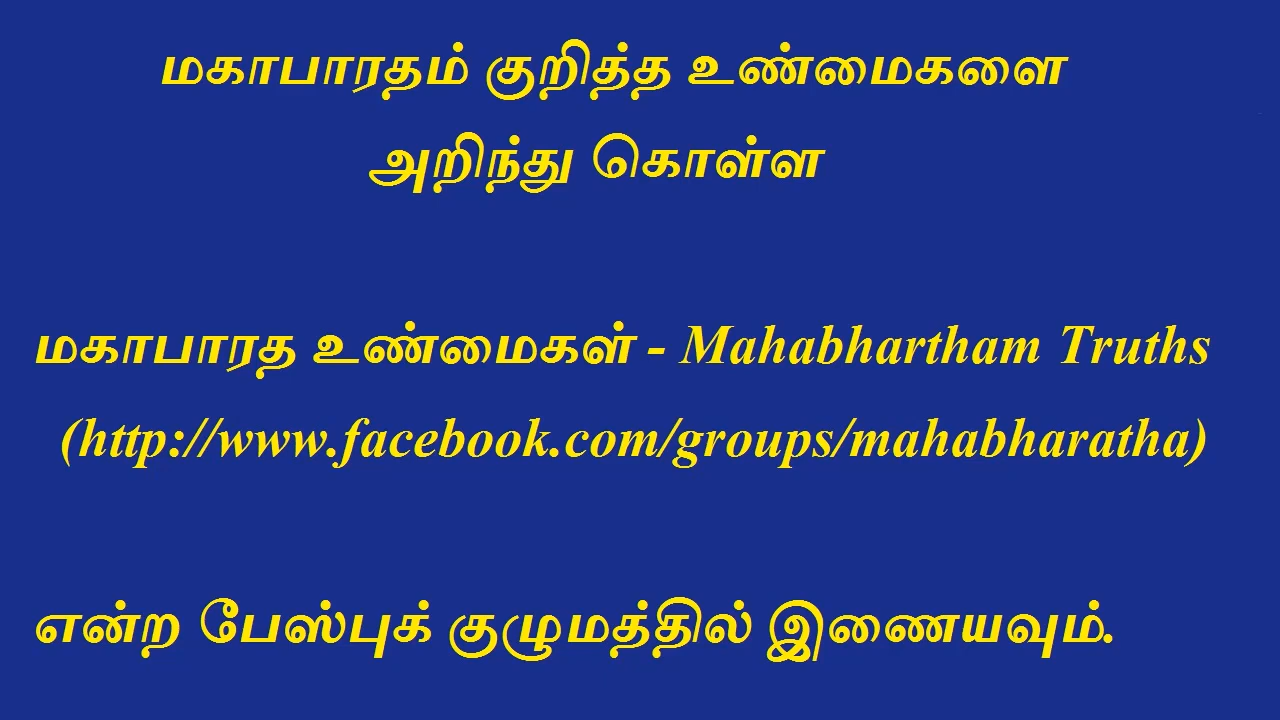 மகாபாரதம் குறித்த உண்மைகளை
அறிந்து கொள்ள
மகாபாரத உண்மைகள் - Mahabhartham Truths
(http://www.facebook.com/groups/mahabharatha)
என்ற பேஸ்புக் குழுமத்தில் இணையவும்.